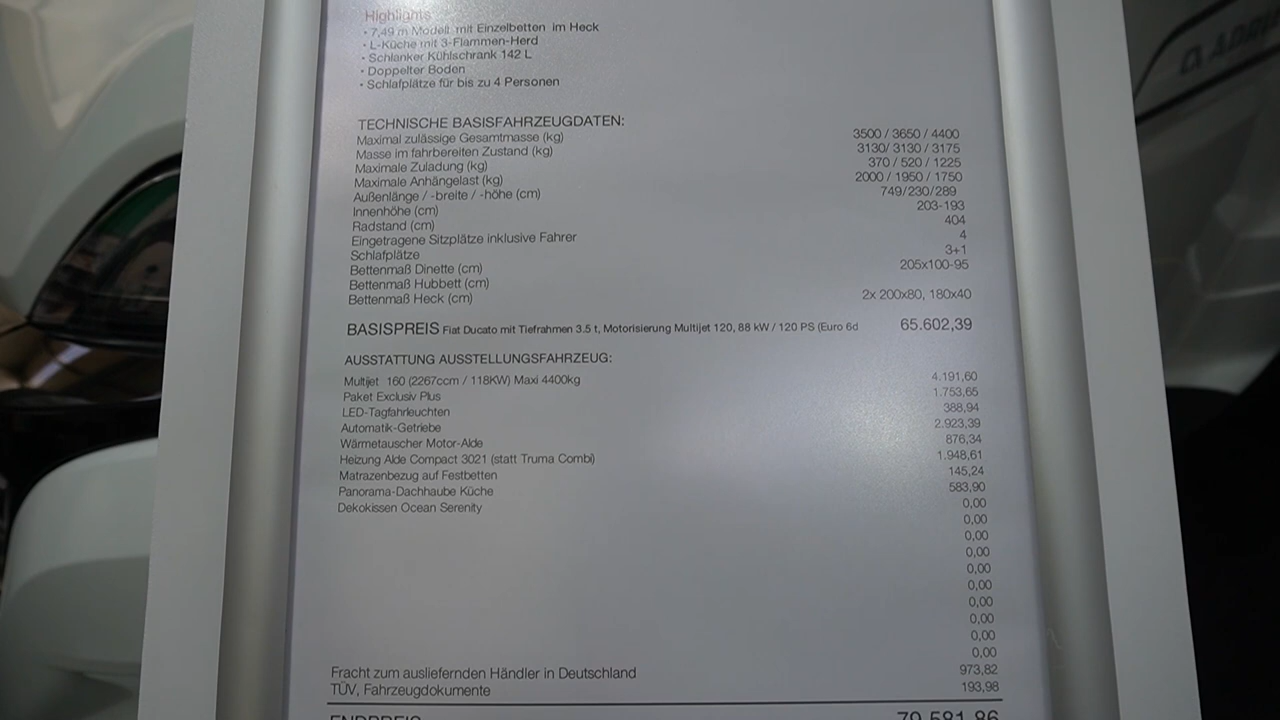 Highlights
• 7,49 m Modell mit Einzelbetten im Heck
• L-Küche mit 3-Flammen-Herd
• Schlanker Kühlschrank 142 L
• Doppelter Boden
• Schlafplätze für bis zu 4 Personen
TECHNISCHE BASISFAHRZEUGDATEN:
Maximal zulässige Gesamtmasse (kg) 3500 / 3650 / 4400
Masse im fahrbereiten Zustand (kg) 3130/ 3130 / 3175
Maximale Zuladung (kg) 370 / 520 / 1225
Maximale Anhängelast (kg) 2000 / 1950 / 1750
Außenlänge / -breite / -höhe (cm) 749/230/289
Innenhöhe (cm) 203-193
Radstand (cm) 404
Eingetragene Sitzplätze inklusive Fahrer 4
Schlafplätze 3+1
Bettenmaß Dinette (cm) 205x100-95
Bettenmaß Hubbett (cm)
Bettenmaß Heck (cm) 2x 200x80, 180x40
BASISPREIS Fiat Ducato mit Tiefrahmen 3.5 t, Motorisierung Multijet 120, 88 kW / 120 PS (Euro 6d 65.602,39
AUSSTATTUNG AUSSTELLUNGSFAHRZEUG:
Multijet 160 (2267ccm / 118KW) Maxi 4400kg 4.191,60
Paket Exclusiv Plus 1.753,65
LED-Tagfahrleuchten 388,94
Automatik-Getriebe 2.923,39
Wärmetauscher Motor-Alde 876,34
Heizung Alde Compact 3021 (statt Truma Combi) 1.948,61
Matrazenbezug auf Festbetten 145,24
Panorama-Dachhaube Küche 583,90
Dekokissen Ocean Serenity 0,00
0,00
0,00
0,00
0,00
0,00
0,00
0,00
0,00
0,00
Fracht zum ausliefernden Händler in Deutschland 973,82
TÜV, Fahrzeugdokumente 193,98
ENDPREIS 79.581,86